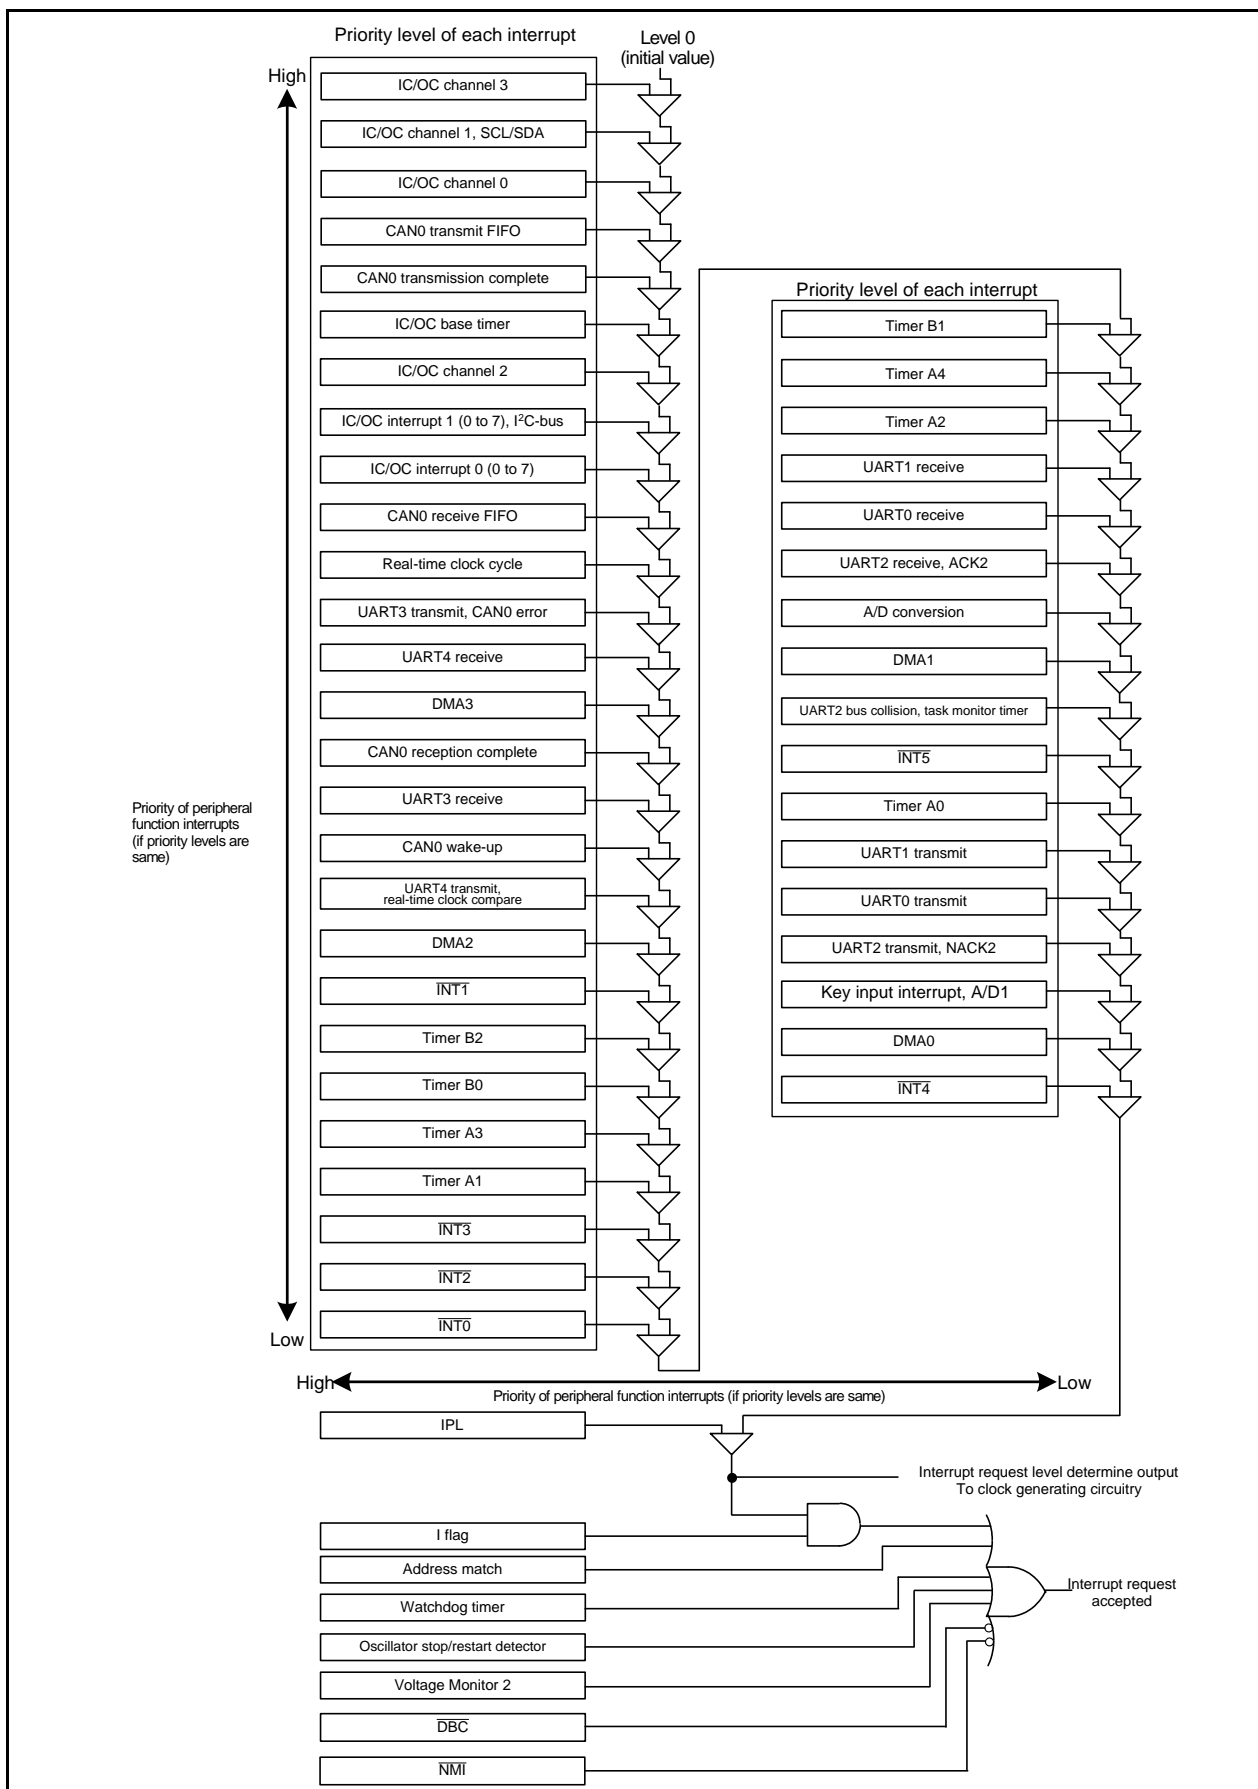 Priority level of each interrupt
Level 0
(initial value)
High
IC/OC channel 3
IC/OC channel 1, SCL/SDA
IC/OC channel 0
CAN0 transmit FIFO
CAN0 transmission complete
IC/OC base timer
IC/OC channel 2
IC/OC interrupt 1 (0 to 7), I²C-bus
IC/OC interrupt 0 (0 to 7)
CAN0 receive FIFO
Real-time clock cycle
UART3 transmit, CAN0 error
UART4 receive
DMA3
CAN0 reception complete
UART3 receive
CAN0 wake-up
UART4 transmit,
real-time clock compare
DMA2
INT1
Timer B2
Timer B0
Timer A3
Timer A1
INT3
INT2
INT0
Low
Priority of peripheral
function interrupts
(if priority levels are
same)
Priority level of each interrupt
Timer B1
Timer A4
Timer A2
UART1 receive
UART0 receive
UART2 receive, ACK2
A/D conversion
DMA1
UART2 bus collision, task monitor timer
INT5
Timer A0
UART1 transmit
UART0 transmit
UART2 transmit, NACK2
Key input interrupt, A/D1
DMA0
INT4
High
Low
Priority of peripheral function interrupts (if priority levels are same)
IPL
Interrupt request level determine output
To clock generating circuitry
I flag
Address match
Watchdog timer
Oscillator stop/restart detector
Voltage Monitor 2
DBC
NMI
Interrupt request
accepted